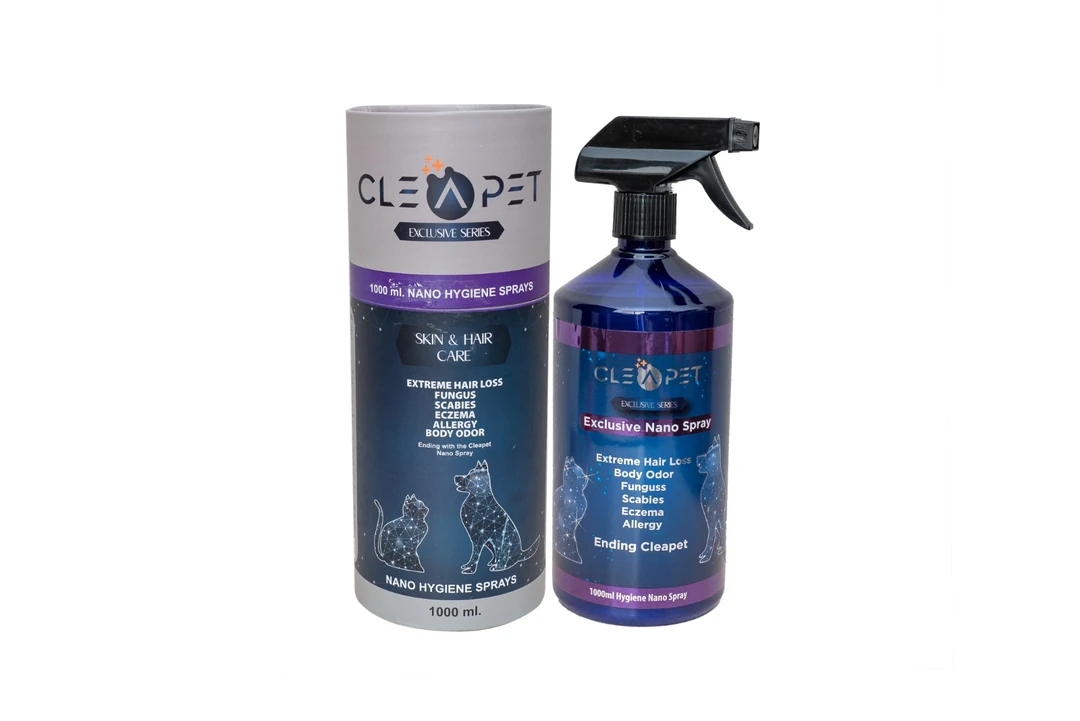 CLEAPET
EXCLUSIVE SERIES
1000 ml. NANO HYGIENE SPRAYS
SKIN & HAIR
CARE
EXTREME HAIR LOSS
FUNGUS
SCABIES
ECZEMA
ALLERGY
BODY ODOR
Ending with the Cleapet
Nano Spray
NANO HYGIENE SPRAYS
1000 ml.
CLEAPET
EXCLUSIVE SERIES
Exclusive Nano Spray
Extreme Hair Loss
Body Odor
Funguss
Scabies
Eczema
Allergy
Ending Cleapet
1000ml Hygiene Nano Spray